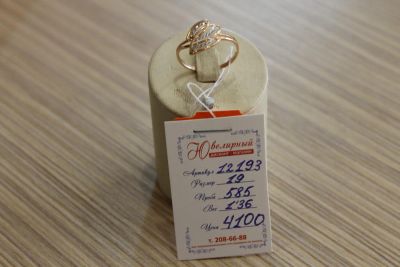 Ювелирный
Артикул 12193
Размер 19
Проба 585
Вес 1'36
Цена 4100
т. 208-66-88